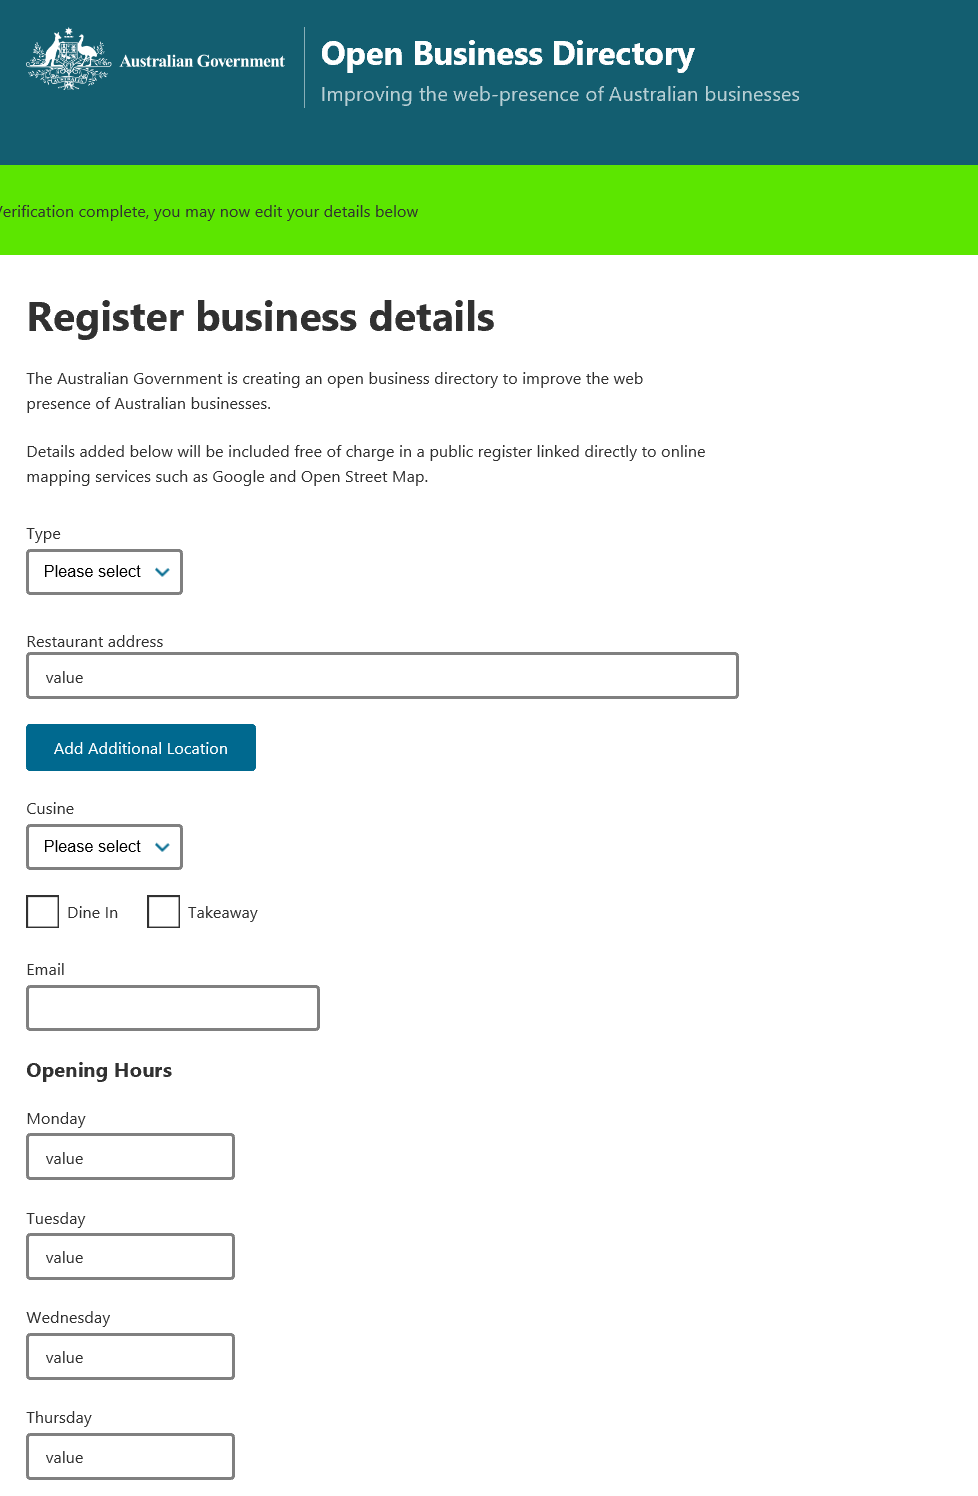 Australian Government
Open Business Directory
Improving the web-presence of Australian businesses
Verification complete, you may now edit your details below
Register business details
The Australian Government is creating an open business directory to improve the web
presence of Australian businesses.
Details added below will be included free of charge in a public register linked directly to online
mapping services such as Google and Open Street Map.
Type
Please select
Restaurant address
value
Add Additional Location
Cusine
Please select
Dine In Takeaway
Email
Opening Hours
Monday
value
Tuesday
value
Wednesday
value
Thursday
value